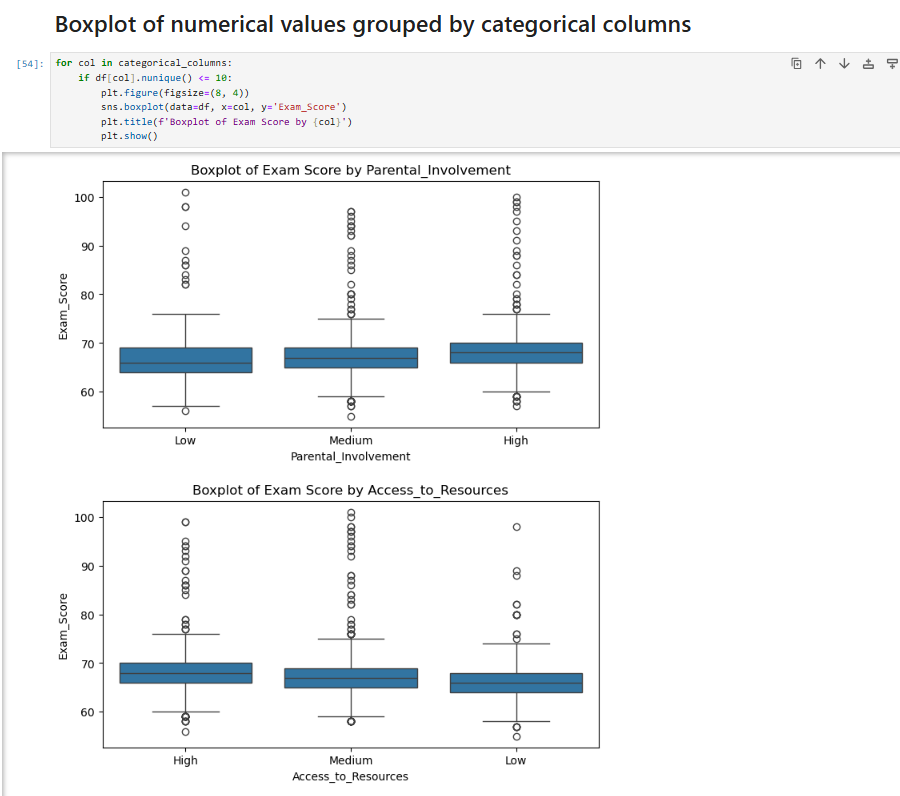 Boxplot of numerical values grouped by categorical columns
[54]: for col in categorical_columns:
if df[col].nunique() <= 10:
plt.figure(figsize=(8, 4))
sns.boxplot(data=df, x=col, y='Exam_Score')
plt.title(f'Boxplot of Exam Score by {col}')
plt.show()
Boxplot of Exam Score by Parental_Involvement
100
90
80
70
60
Exam_Score
Low Medium High
Parental_Involvement
Boxplot of Exam Score by Access_to_Resources
100
90
80
70
60
Exam_Score
High Medium Low
Access_to_Resources